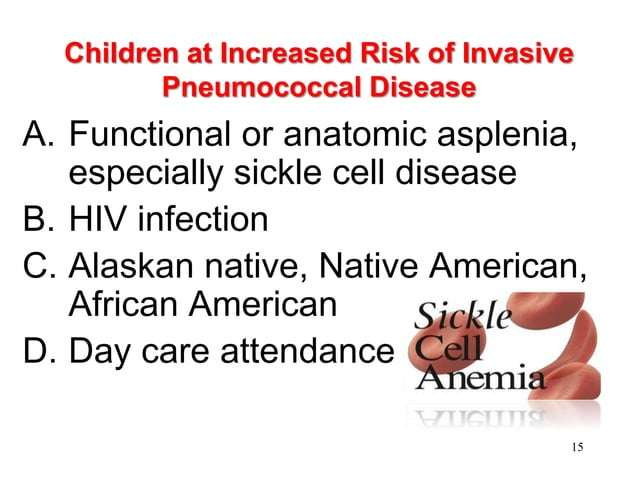 Children at Increased Risk of Invasive
Pneumococcal Disease
A. Functional or anatomic asplenia,
especially sickle cell disease
B. HIV infection
C. Alaskan native, Native American,
African American
D. Day care attendance
Sickle
Cell
Anemia
15